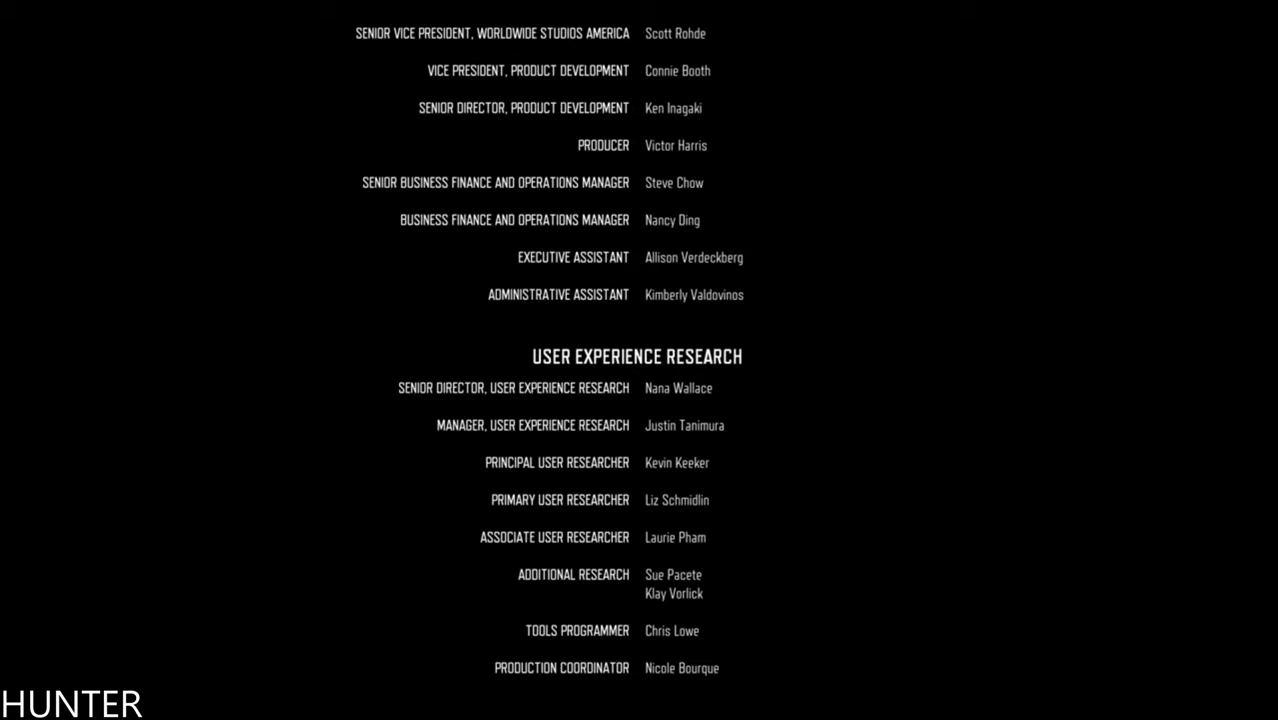 SENIOR VICE PRESIDENT, WORLDWIDE STUDIOS AMERICA Scott Rohde
VICE PRESIDENT, PRODUCT DEVELOPMENT Connie Booth
SENIOR DIRECTOR, PRODUCT DEVELOPMENT Ken Inagaki
PRODUCER Victor Harris
SENIOR BUSINESS FINANCE AND OPERATIONS MANAGER Steve Chow
BUSINESS FINANCE AND OPERATIONS MANAGER Nancy Ding
EXECUTIVE ASSISTANT Allison Verdeckberg
ADMINISTRATIVE ASSISTANT Kimberly Valdovinos
USER EXPERIENCE RESEARCH
SENIOR DIRECTOR, USER EXPERIENCE RESEARCH Nana Wallace
MANAGER, USER EXPERIENCE RESEARCH Justin Tanimura
PRINCIPAL USER RESEARCHER Kevin Keeker
PRIMARY USER RESEARCHER Liz Schmidlin
ASSOCIATE USER RESEARCHER Laurie Pham
ADDITIONAL RESEARCH Sue Pacete
Klay Vorlick
TOOLS PROGRAMMER Chris Lowe
PRODUCTION COORDINATOR Nicole Bourque
HUNTER